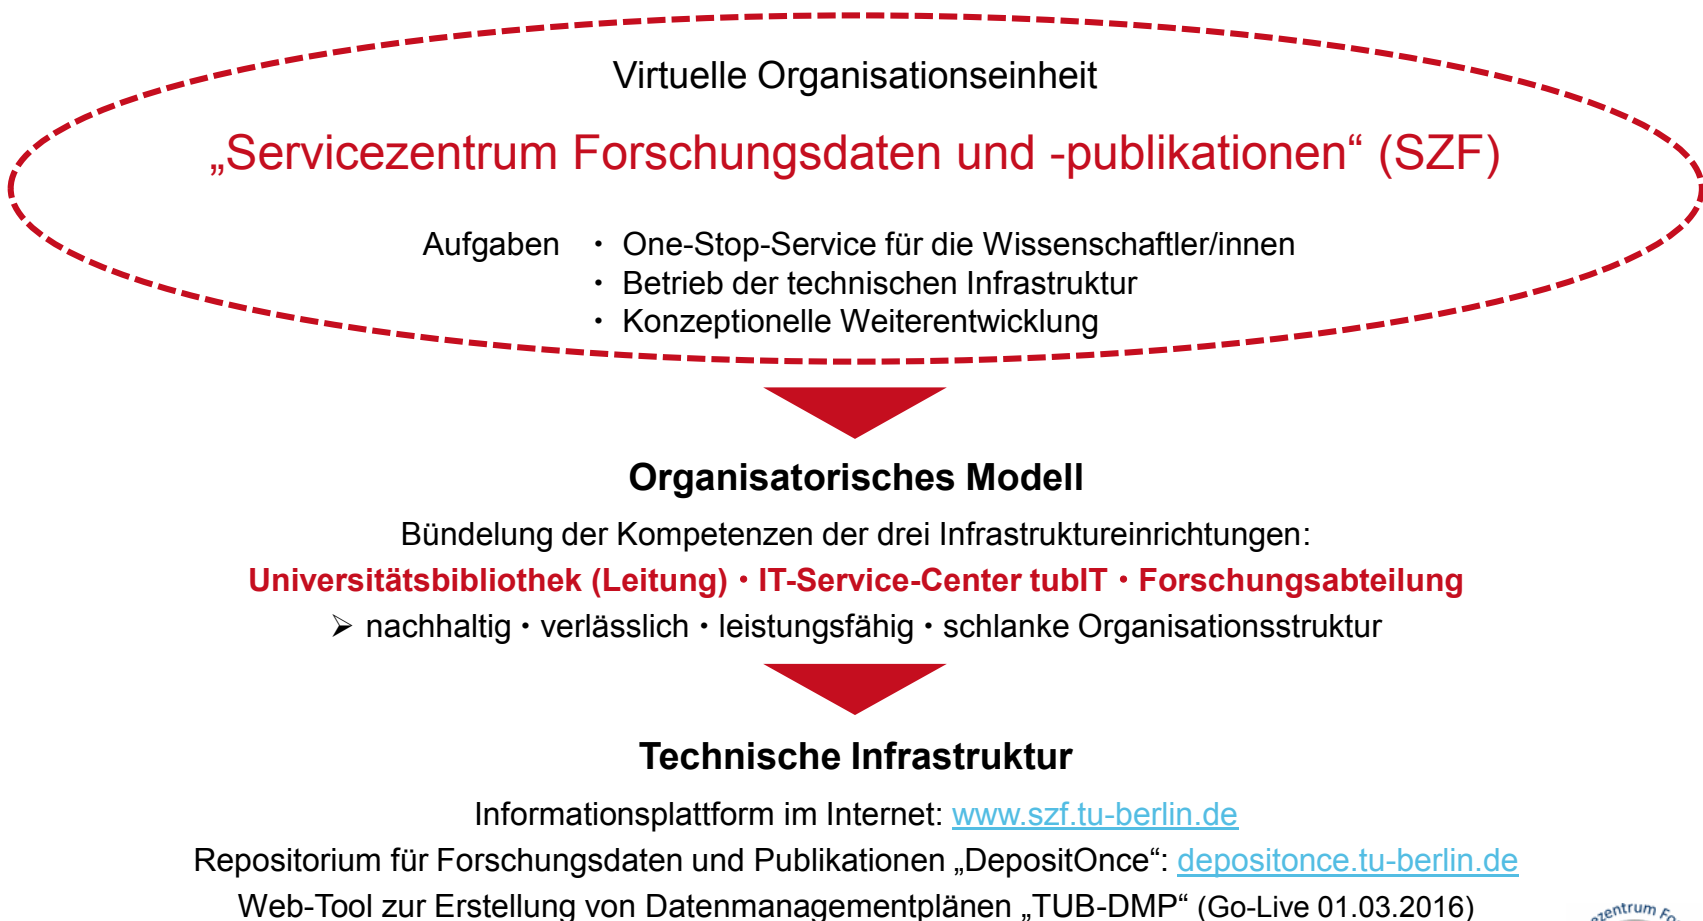 Virtuelle Organisationseinheit
„Servicezentrum Forschungsdaten und -publikationen“ (SZF)
Aufgaben · One-Stop-Service für die Wissenschaftler/innen
· Betrieb der technischen Infrastruktur
· Konzeptionelle Weiterentwicklung
Organisatorisches Modell
Bündelung der Kompetenzen der drei Infrastruktureinrichtungen:
Universitätsbibliothek (Leitung) · IT-Service-Center tubIT · Forschungsabteilung
➢ nachhaltig · verlässlich · leistungsfähig · schlanke Organisationsstruktur
Technische Infrastruktur
Informationsplattform im Internet: www.szf.tu-berlin.de
Repositorium für Forschungsdaten und Publikationen „DepositOnce“: depositonce.tu-berlin.de
Web-Tool zur Erstellung von Datenmanagementplänen „TUB-DMP“ (Go-Live 01.03.2016)